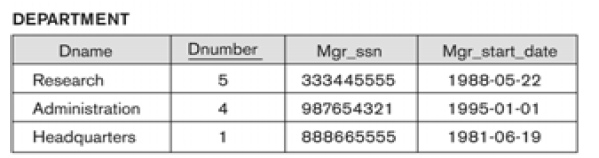 DEPARTMENT
Dname Dnumber Mgr_ssn Mgr_start_date
Research 5 333445555 1988-05-22
Administration 4 987654321 1995-01-01
Headquarters 1 888665555 1981-06-19